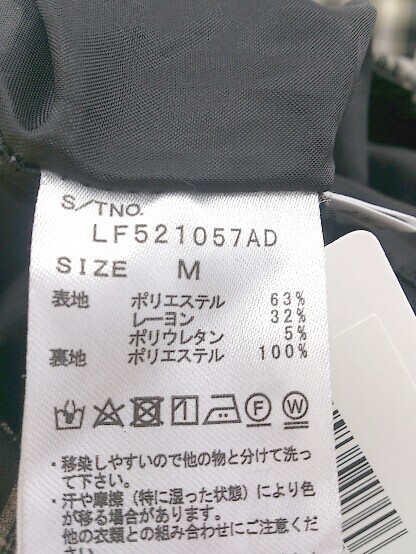 S/TNO.
LF521057AD
SIZE M
表地 ポリエステル 63%
レーヨン 32%
ポリウレタン 5%
裏地 ポリエステル 100%
F W
・移染しやすいので他の物と分けて洗っ
て下さい。
・汗や摩擦（特に湿った状態）により色
が移る場合があります。
他の衣類との組み合わせにご注意くだ
さい